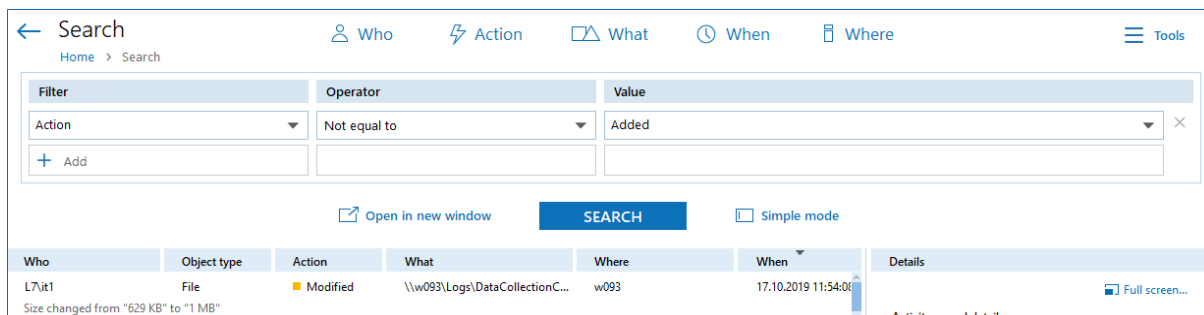 Search
Who Action What When Where Tools
Home > Search
Filter Operator Value
Action Not equal to Added
+ Add
Open in new window SEARCH Simple mode
Who Object type Action What Where When Details
L7\it1 File Modified \\w093\Logs\DataCollectionC... w093 17.10.2019 11:54:08
Full screen...
Size changed from "629 KB" to "1 MB"